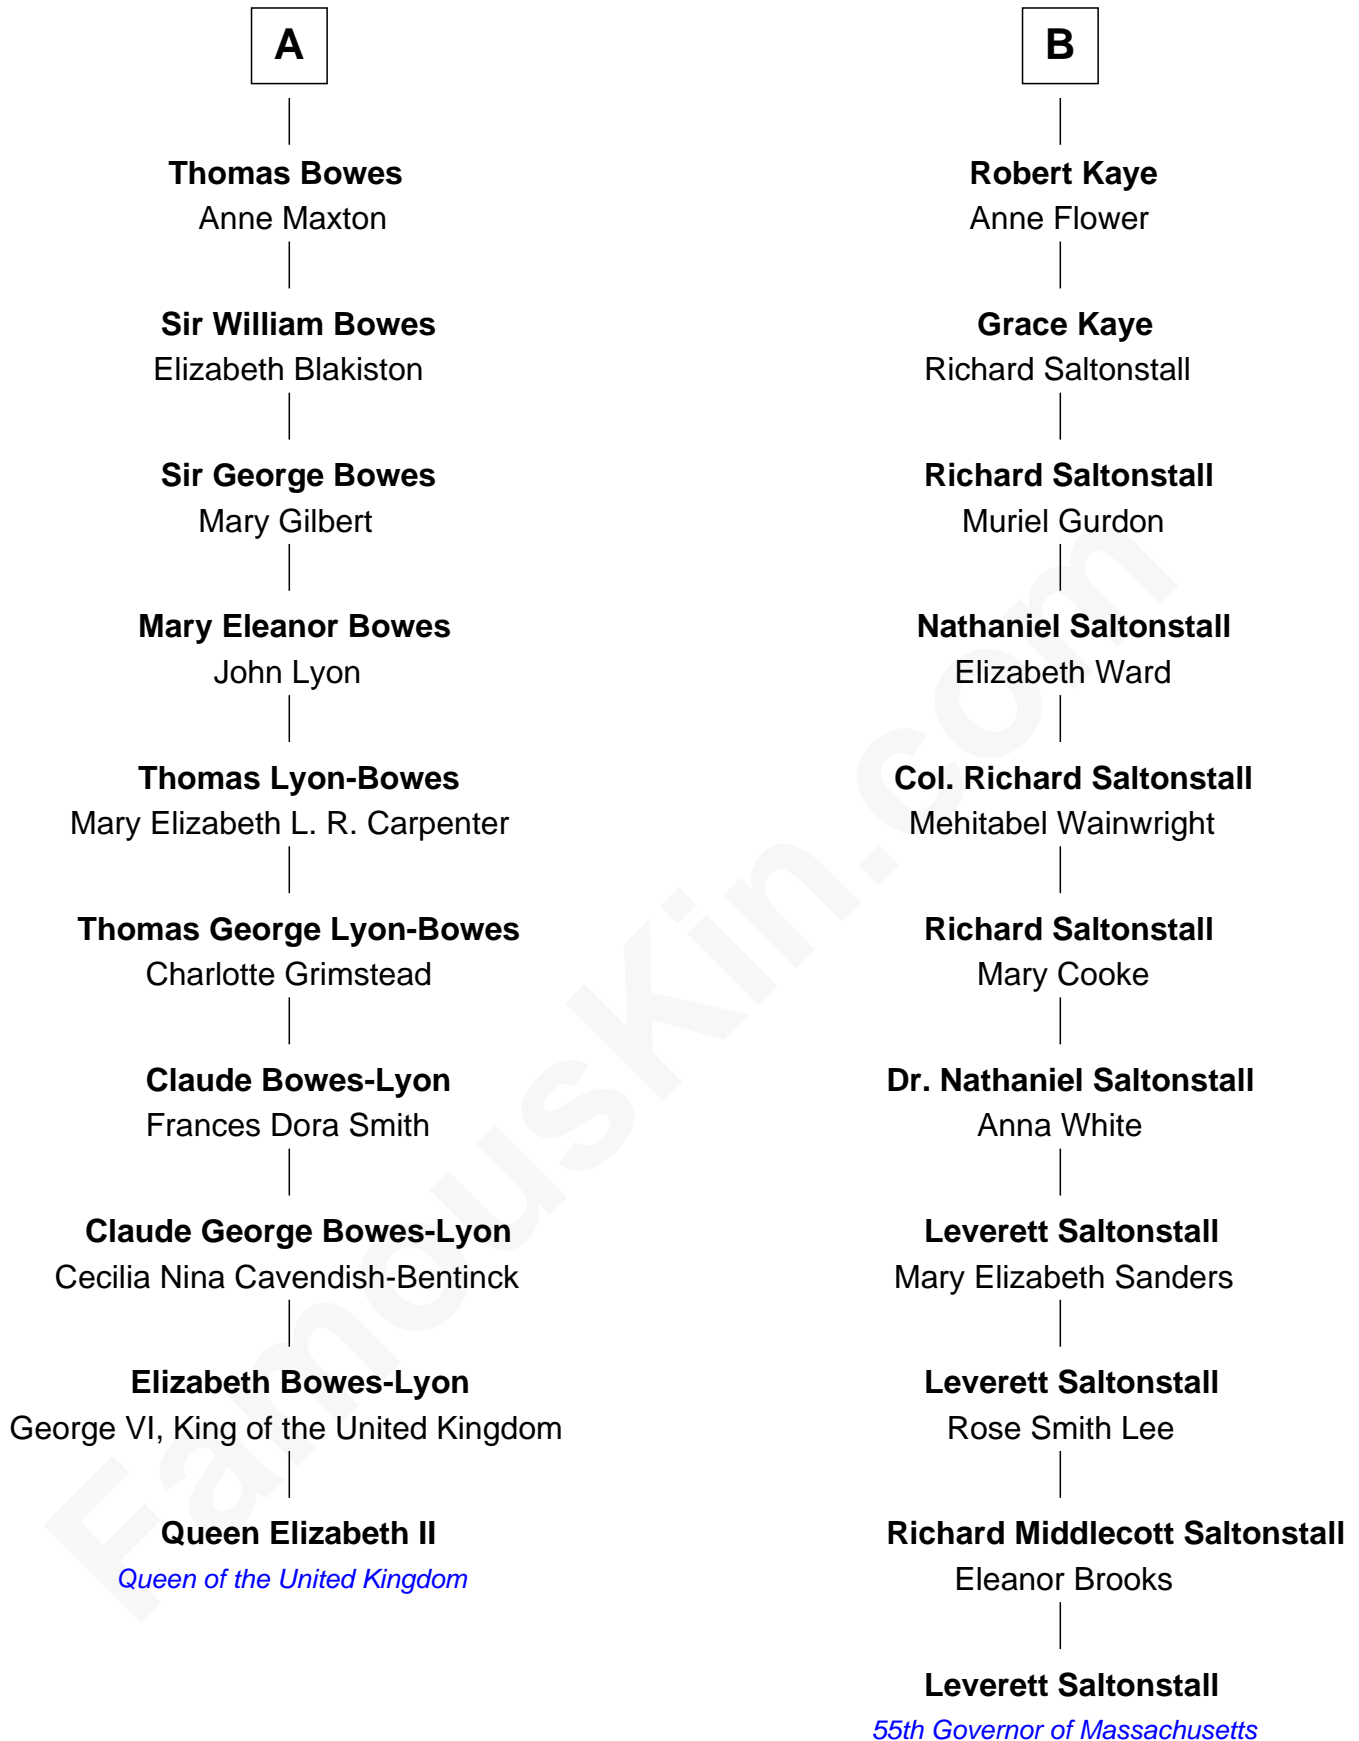 A
Thomas Bowes
Anne Maxton
Sir William Bowes
Elizabeth Blakiston
Sir George Bowes
Mary Gilbert
Mary Eleanor Bowes
John Lyon
Thomas Lyon-Bowes
Mary Elizabeth L. R. Carpenter
Thomas George Lyon-Bowes
Charlotte Grimstead
Claude Bowes-Lyon
Frances Dora Smith
Claude George Bowes-Lyon
Cecilia Nina Cavendish-Bentinck
Elizabeth Bowes-Lyon
George VI, King of the United Kingdom
Queen Elizabeth II
Queen of the United Kingdom
B
Robert Kaye
Anne Flower
Grace Kaye
Richard Saltonstall
Richard Saltonstall
Muriel Gurdon
Nathaniel Saltonstall
Elizabeth Ward
Col. Richard Saltonstall
Mehitabel Wainwright
Richard Saltonstall
Mary Cooke
Dr. Nathaniel Saltonstall
Anna White
Leverett Saltonstall
Mary Elizabeth Sanders
Leverett Saltonstall
Rose Smith Lee
Richard Middlecott Saltonstall
Eleanor Brooks
Leverett Saltonstall
55th Governor of Massachusetts
FamousKin.com